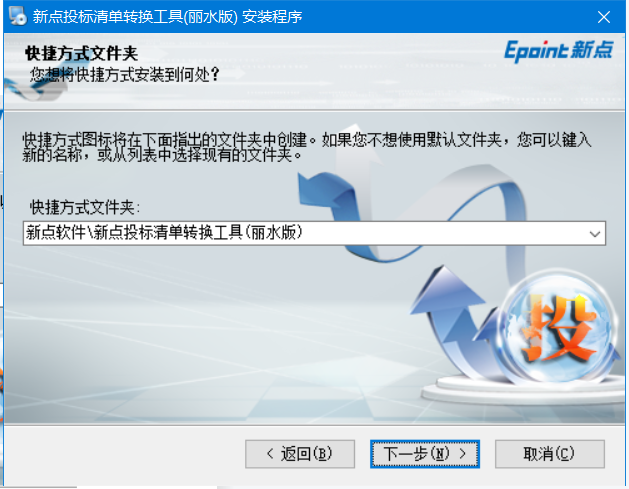 新点投标清单转换工具(丽水版) 安装程序
快捷方式文件夹
您想将快捷方式安装到何处?
Epoint新点
快捷方式图标将在下面指出的文件夹中创建。如果您不想使用默认文件夹，您可以键入
新的名称，或从列表中选择现有的文件夹。
快捷方式文件夹:
新点软件\新点投标清单转换工具(丽水版)
投
< 返回(B)
下一步(N) >
取消(C)